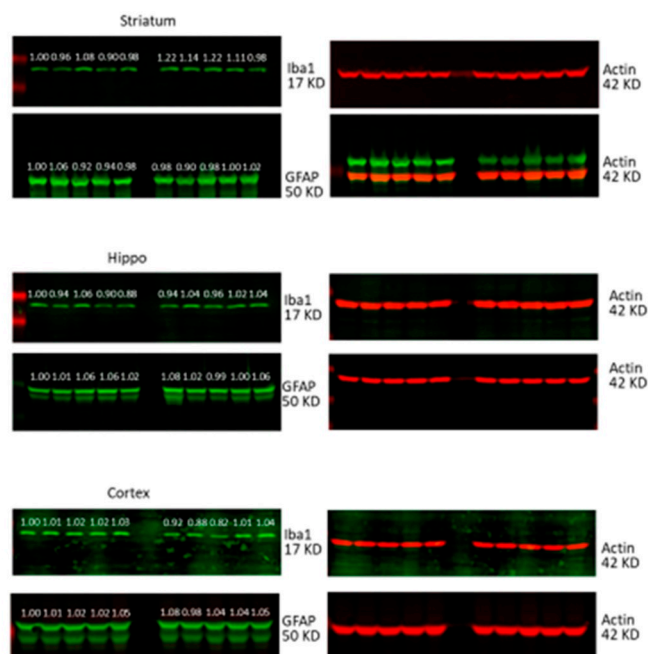 Striatum
1.00 0.96 1.08 0.90 0.98 1.22 1.14 1.22 1.11 0.98
Iba1
17 KD
Actin
42 KD
1.00 1.06 0.92 0.94 0.98 0.98 0.90 0.98 1.00 1.02
GFAP
50 KD
Actin
42 KD
Hippo
1.00 0.94 1.06 0.90 0.88 0.94 1.04 0.96 1.02 1.04
Iba1
17 KD
Actin
42 KD
1.00 1.01 1.06 1.06 1.02 1.08 1.02 0.99 1.00 1.06
GFAP
50 KD
Actin
42 KD
Cortex
1.00 1.01 1.02 1.02 1.03 0.92 0.88 0.82 1.01 1.04
Iba1
17 KD
Actin
42 KD
1.00 1.01 1.02 1.02 1.05 1.08 0.98 1.04 1.04 1.05
GFAP
50 KD
Actin
42 KD